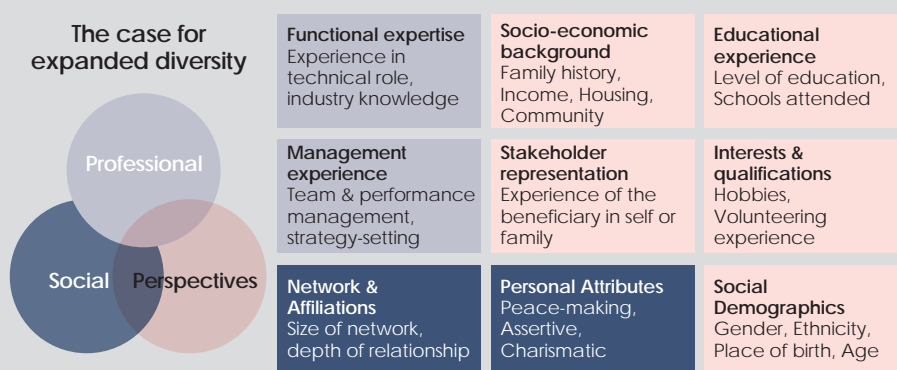 The case for
expanded diversity
Professional
Social
Perspectives
Functional expertise
Experience in
technical role,
industry knowledge
Socio-economic
background
Family history,
Income, Housing,
Community
Educational
experience
Level of education,
Schools attended
Management
experience
Team & performance
management,
strategy-setting
Stakeholder
representation
Experience of the
beneficiary in self or
family
Interests &
qualifications
Hobbies,
Volunteering
experience
Network &
Affiliations
Size of network,
depth of relationship
Personal Attributes
Peace-making,
Assertive,
Charismatic
Social
Demographics
Gender, Ethnicity,
Place of birth, Age